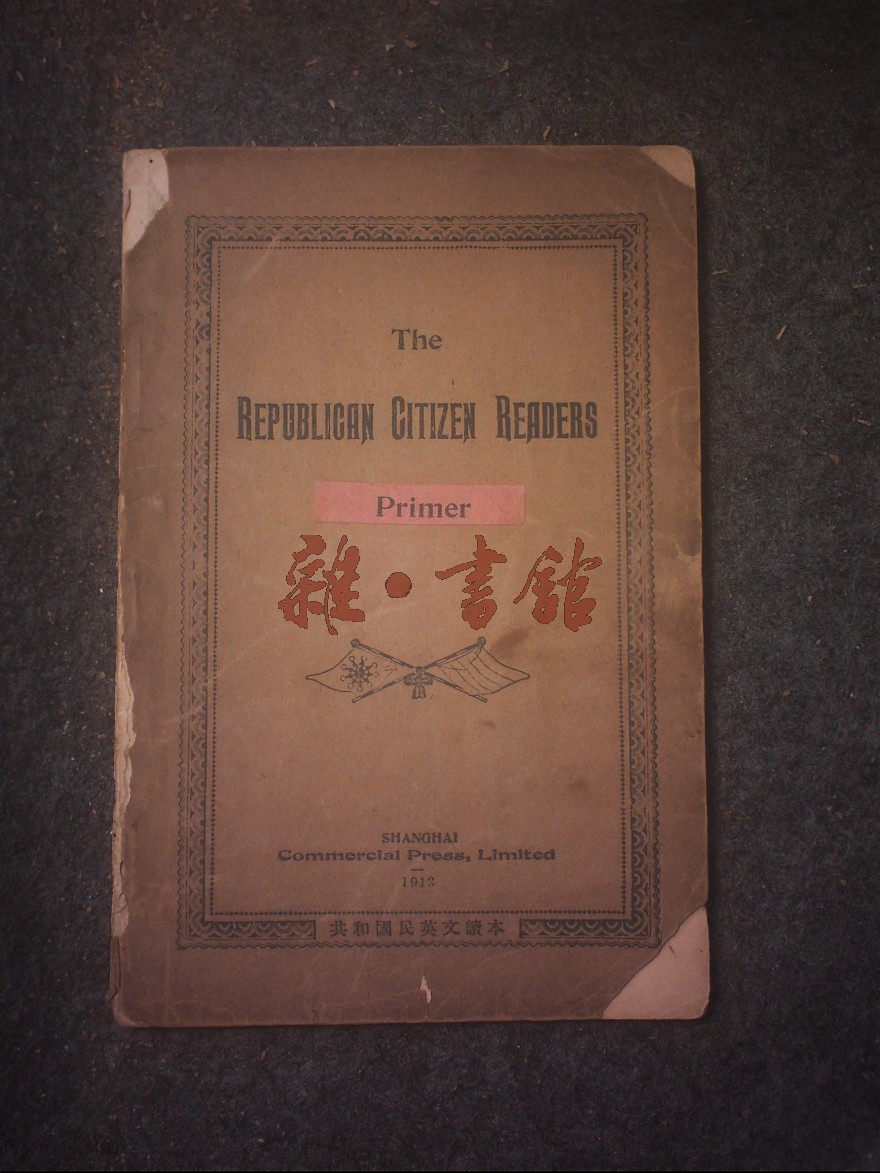 The
REPUBLICAN CITIZEN READERS
Primer
雜·書館
SHANGHAI
Commercial Press, Limited
1913
共和國民英文讀本